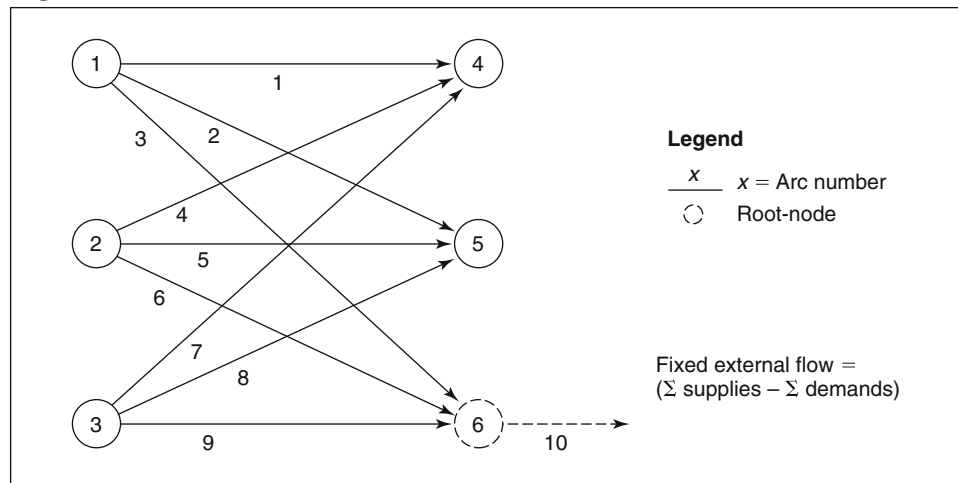 1
1
4
3
2
Legend
x
x = Arc number
Root-node
4
2
5
5
6
7
8
Fixed external flow =
(Σ supplies – Σ demands)
3
9
6
10